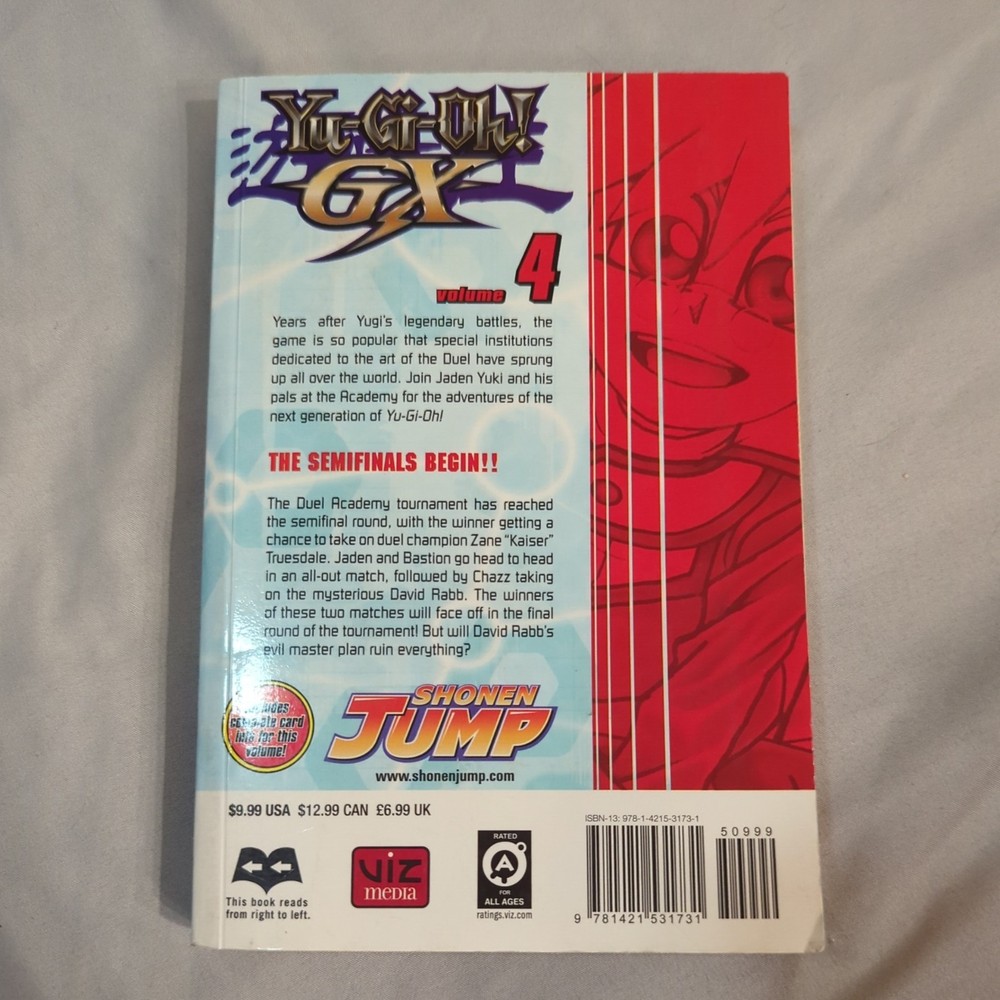 Yu-Gi-Oh!
GX
volume 4
Years after Yugi's legendary battles, the
game is so popular that special institutions
dedicated to the art of the Duel have sprung
up all over the world. Join Jaden Yuki and his
pals at the Academy for the adventures of the
next generation of Yu-Gi-Oh!
THE SEMIFINALS BEGIN!!
The Duel Academy tournament has reached
the semifinal round, with the winner getting a
chance to take on duel champion Zane "Kaiser"
Truesdale. Jaden and Bastion go head to head
in an all-out match, followed by Chazz taking
on the mysterious David Rabb. The winners
of these two matches will face off in the final
round of the tournament! But will David Rabb's
evil master plan ruin everything?
Includes
complete card
info for this
volume!
SHONEN
JUMP
www.shonenjump.com
$9.99 USA $12.99 CAN £6.99 UK
This book reads
from right to left.
VIZ
MEDIA
RATED
A
FOR
ALL AGES
ratings.viz.com
ISBN-13: 978-1-4215-3173-1
50999
9 781421 531731